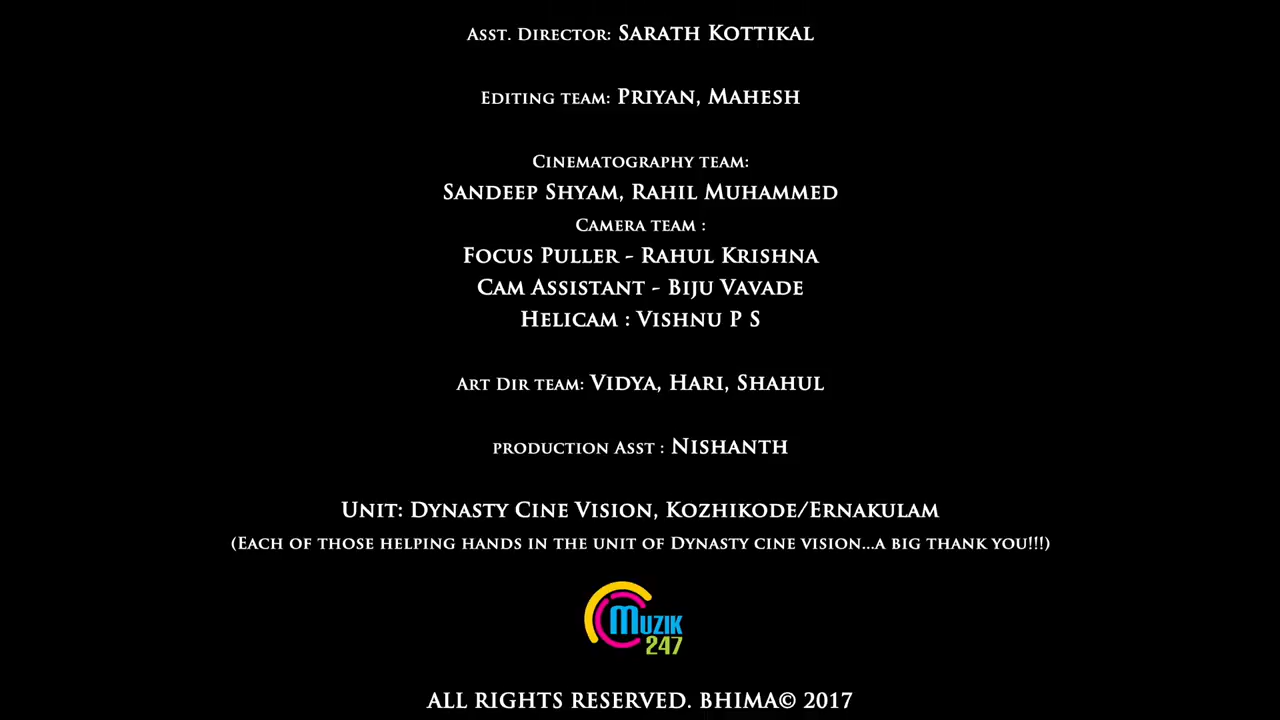 Asst. Director: Sarath Kottikal
Editing team: Priyan, Mahesh
Cinematography team:
Sandeep Shyam, Rahil Muhammed
Camera team :
Focus Puller - Rahul Krishna
Cam Assistant - Biju Vavade
Helicam : Vishnu P S
Art Dir team: Vidya, Hari, Shahul
production Asst : Nishanth
Unit: Dynasty Cine Vision, Kozhikode/Ernakulam
(Each of those helping hands in the unit of Dynasty cine vision...a big thank you!!!)
MUZIK
247
ALL RIGHTS RESERVED. BHIMA© 2017